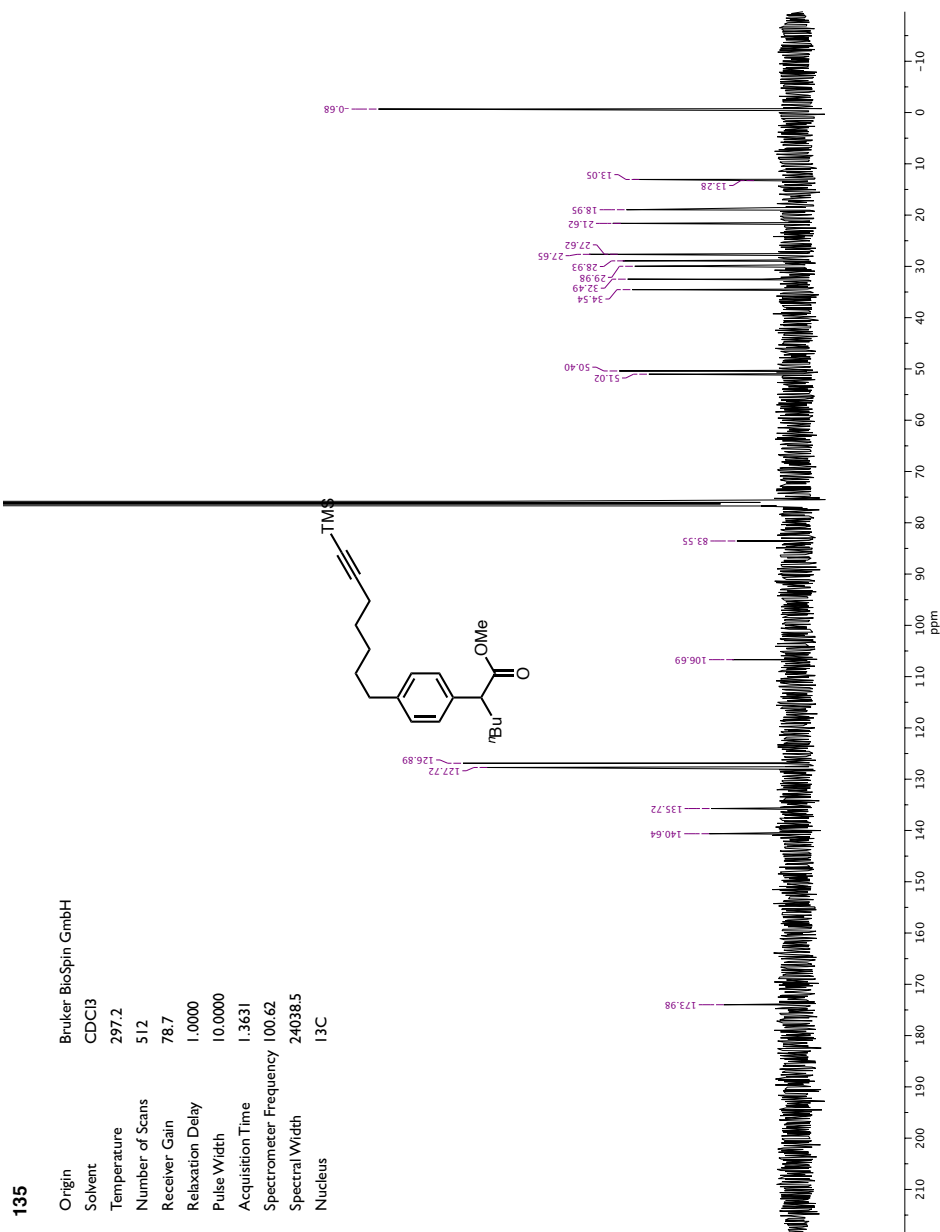 135
Origin Bruker BioSpin GmbH
Solvent CDCl3
Temperature 297.2
Number of Scans 512
Receiver Gain 78.7
Relaxation Delay 1.0000
Pulse Width 10.0000
Acquisition Time 1.3631
Spectrometer Frequency 100.62
Spectral Width 24038.5
Nucleus 13C
TMS
OMe
O
nBu
173.98
140.64
135.72
127.72
126.89
106.69
83.55
51.02
50.40
34.54
32.49
29.98
28.93
27.65
27.62
21.62
18.95
13.28
13.05
-0.68
210 200 190 180 170 160 150 140 130 120 110 100 90 80 70 60 50 40 30 20 10 0 -10
ppm